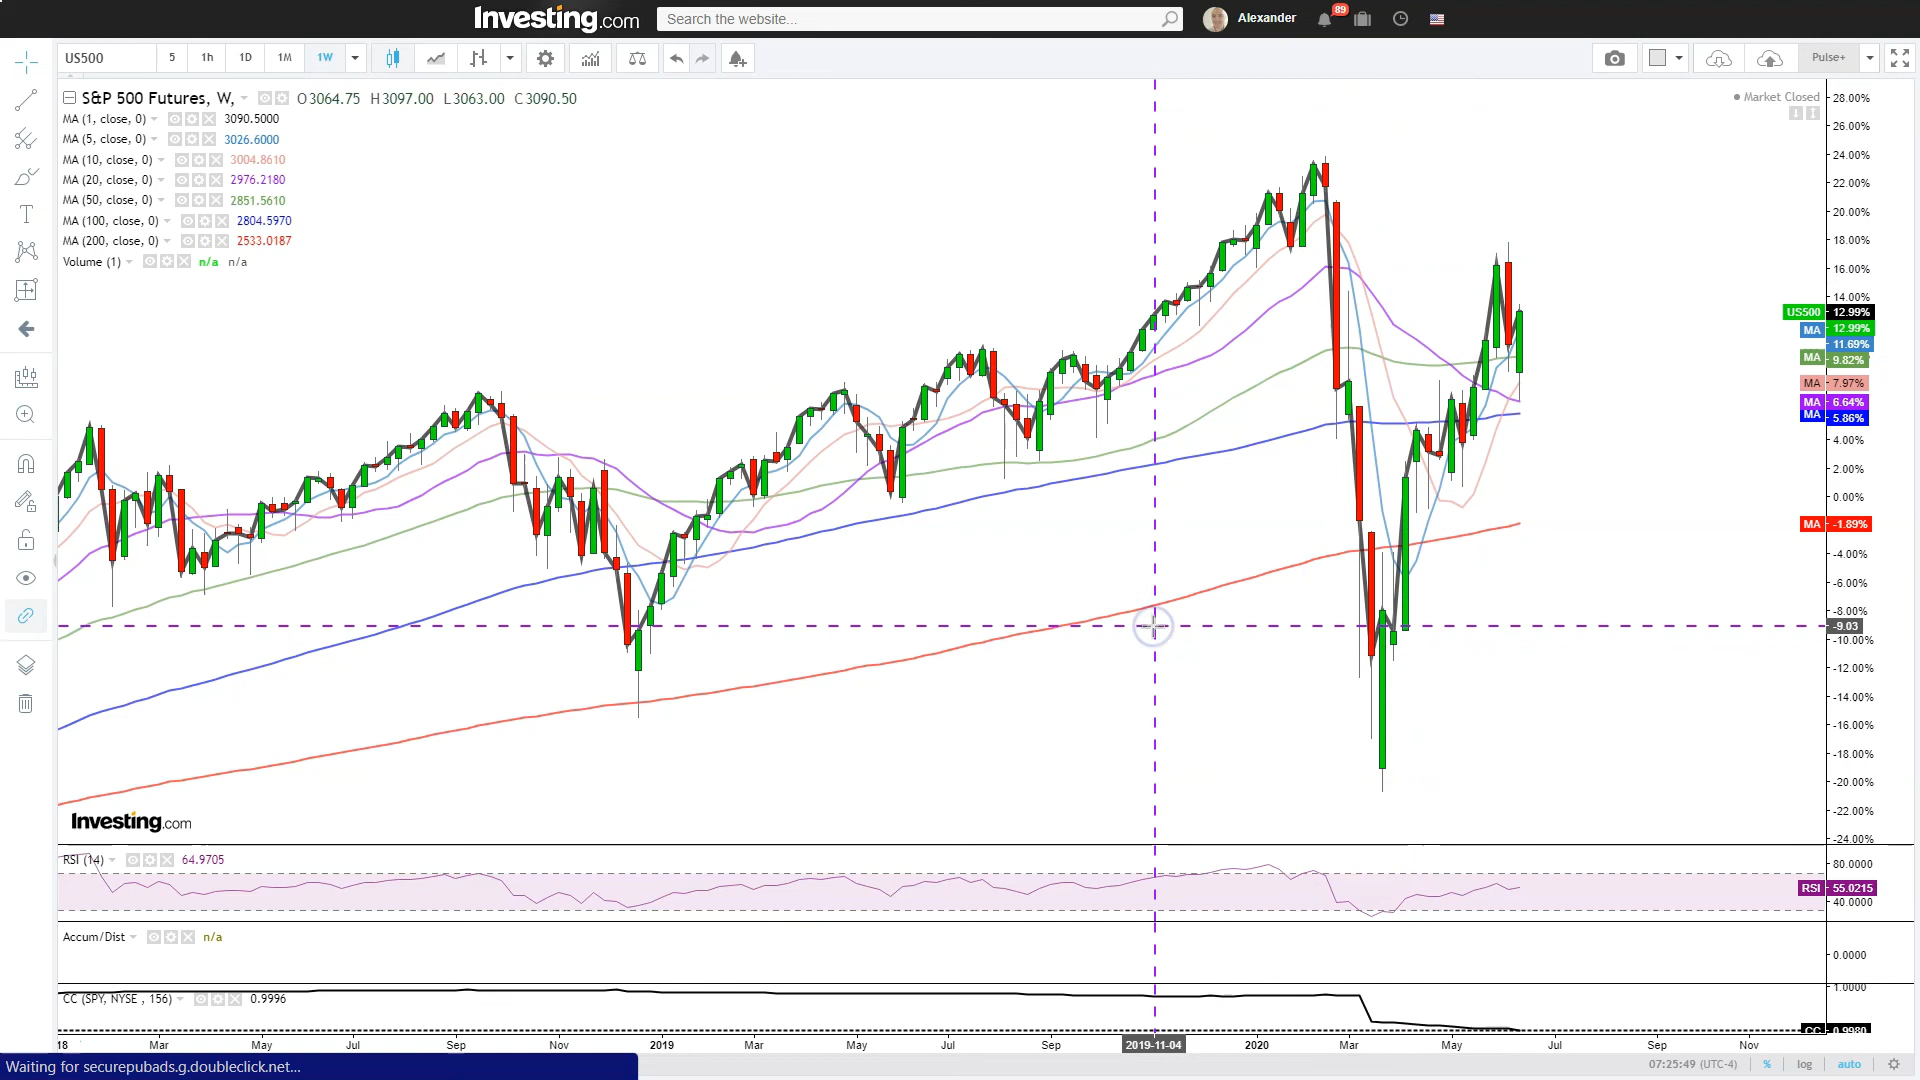 Investing.com
Search the website...
Alexander
89
US500
5
1h
1D
1M
1W
Pulse+
S&P 500 Futures, W, O3064.75 H3097.00 L3063.00 C3090.50
MA (1, close, 0) 3090.5000
MA (5, close, 0) 3026.6000
MA (10, close, 0) 3004.8610
MA (20, close, 0) 2976.2180
MA (50, close, 0) 2851.5610
MA (100, close, 0) 2804.5970
MA (200, close, 0) 2533.0187
Volume (1) n/a n/a
Market Closed
28.00%
26.00%
24.00%
22.00%
20.00%
18.00%
16.00%
14.00%
US500 12.99%
12.99%
MA 11.69%
MA 9.82%
MA 7.97%
MA 6.64%
MA 5.86%
4.00%
2.00%
0.00%
MA -1.89%
-4.00%
-6.00%
-8.00%
-9.03
-10.00%
-12.00%
-14.00%
-16.00%
-18.00%
-20.00%
-22.00%
-24.00%
Investing.com
RSI (14) 64.9705
80.0000
RSI 55.0215
40.0000
Accum/Dist n/a
0.0000
CC (SPY, NYSE , 156) 0.9996
1.0000
CC 0.9980
18 Mar May Jul Sep Nov 2019 Mar May Jul Sep 2019-11-04 2020 Mar May Jul Sep Nov
Waiting for securepubads.g.doubleclick.net...
07:25:49 (UTC-4) % log auto